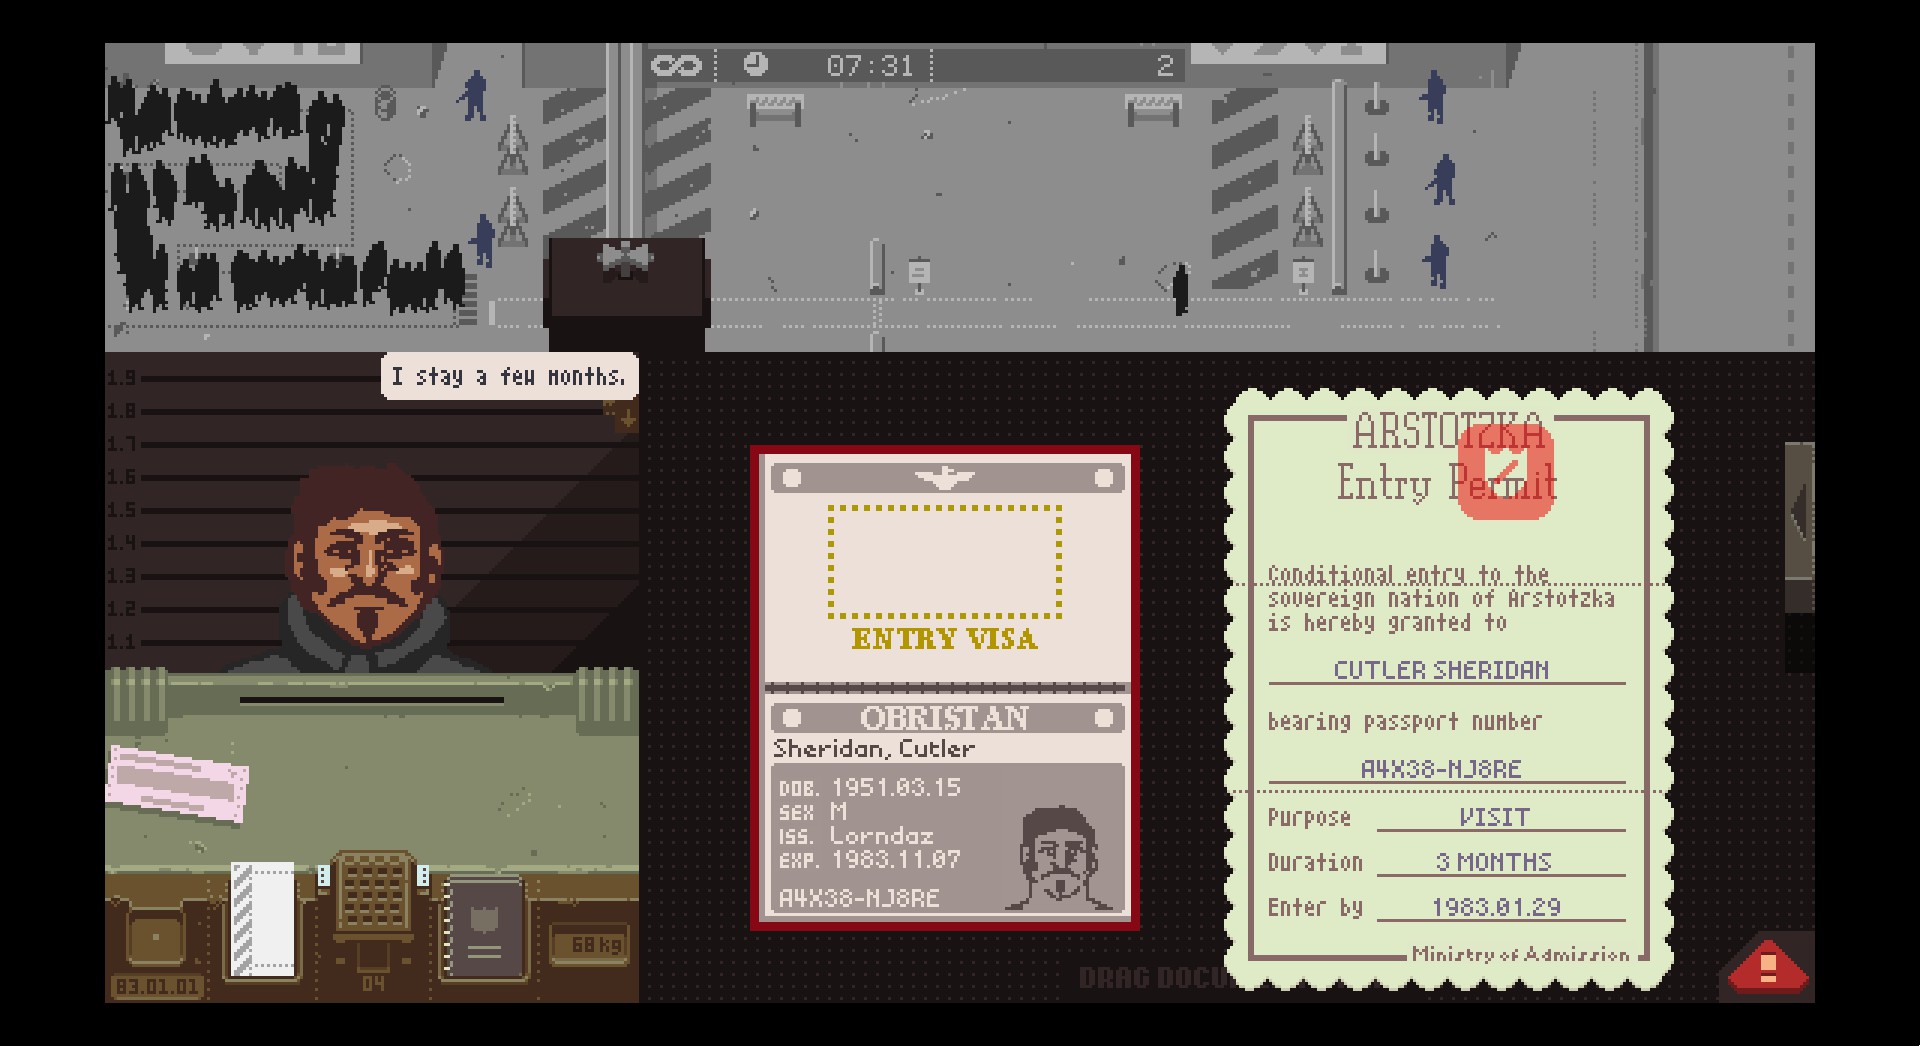 07:31
2
I stay a few months.
1.9
1.8
1.7
1.6
1.5
1.4
1.3
1.2
1.1
ENTRY VISA
OBRISTAN
Sheridan, Cutler
DOB. 1951.03.15
SEX M
ISS. Lorndaz
EXP. 1983.11.07
A4X38-NJ8RE
ARSTOTZKA
Entry Permit
Conditional entry to the
sovereign nation of Arstotzka
is hereby granted to
CUTLER SHERIDAN
bearing passport number
A4X38-NJ8RE
Purpose VISIT
Duration 3 MONTHS
Enter by 1983.01.29
Ministry of Admission
68kg
83.01.01
04
DRAG